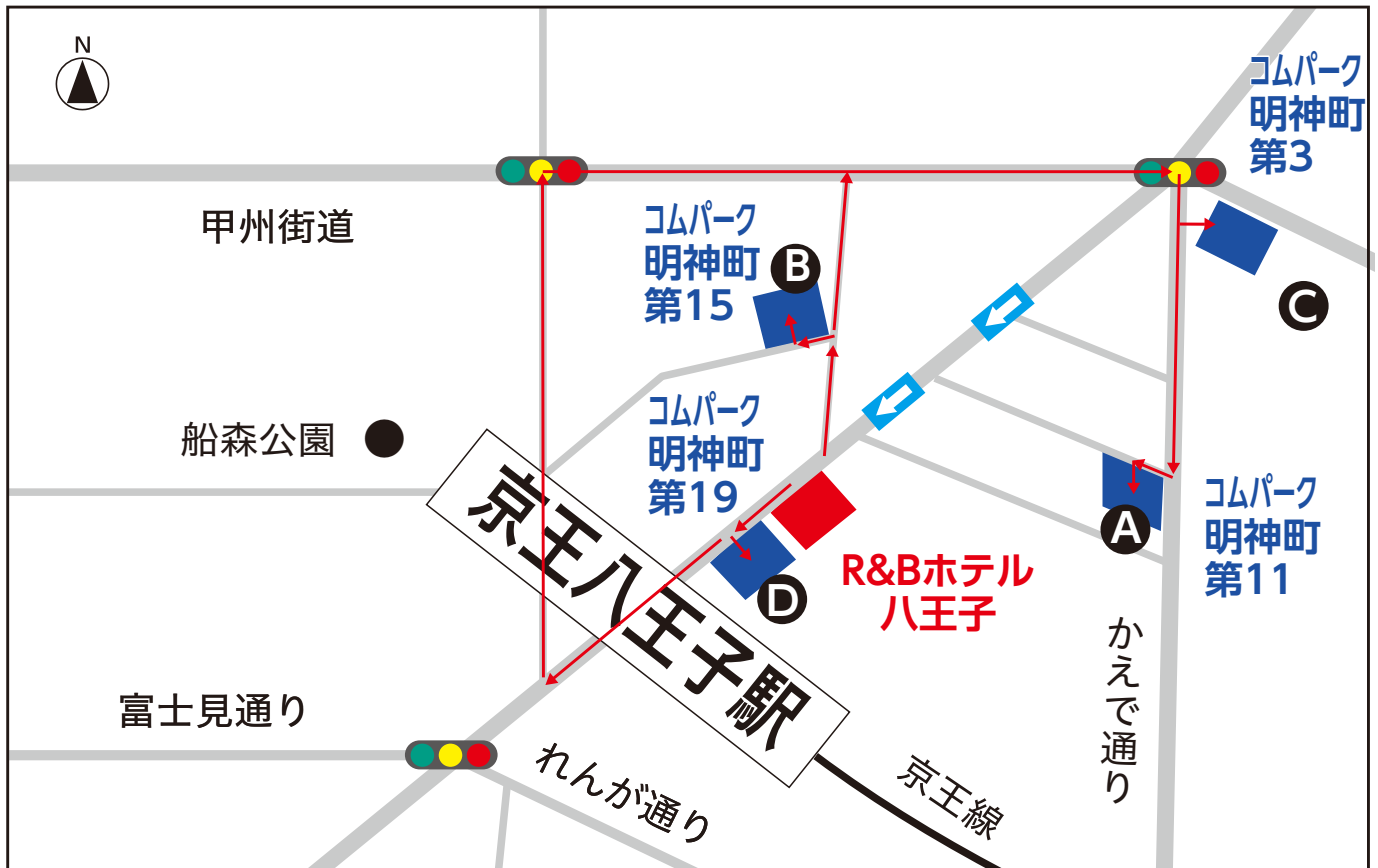 N
コムパーク
明神町
第3
甲州街道
コムパーク
明神町
第15
B
C
船森公園
コムパーク
明神町
第19
京王八王子駅
A
コムパーク
明神町
第11
D
R&Bホテル
八王子
かえで通り
富士見通り
れんが通り
京王線